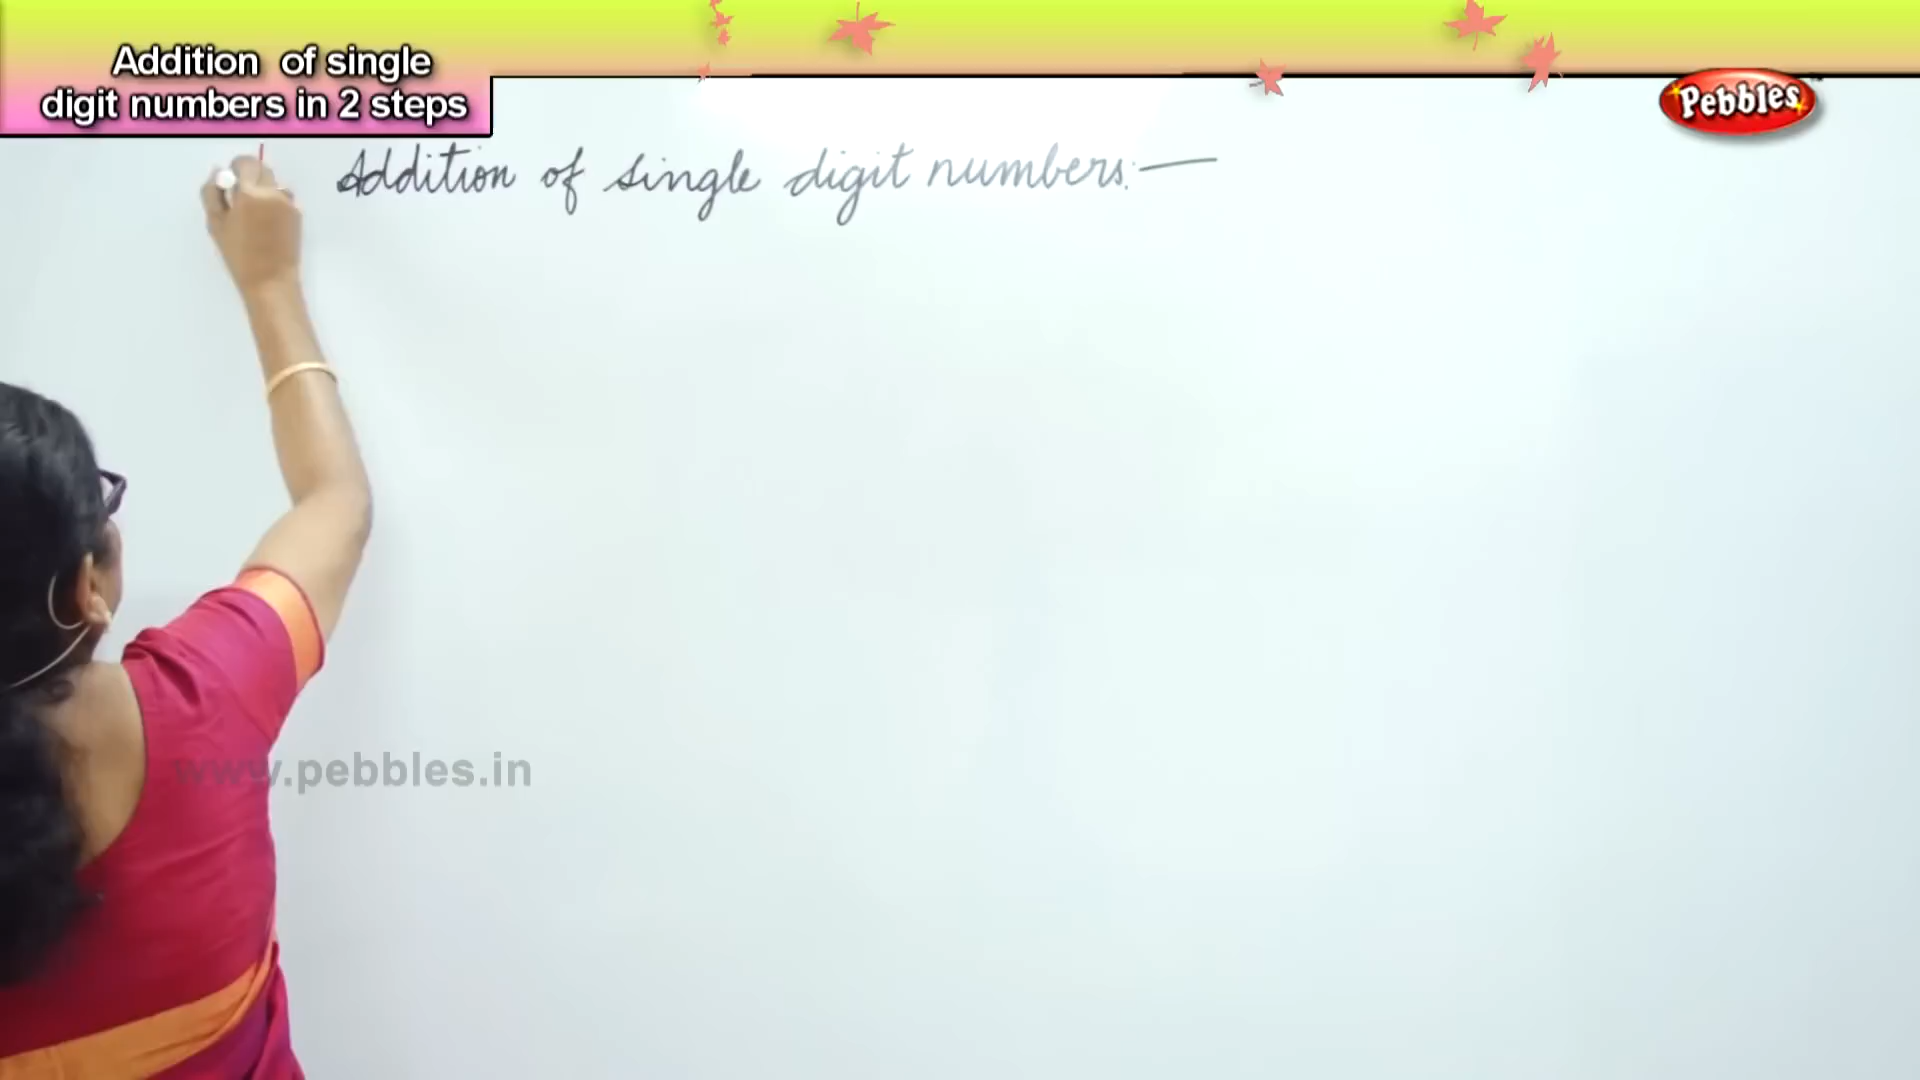 Addition of single
digit numbers in 2 steps
Pebbles
Addition of single digit numbers:—
www.pebbles.in